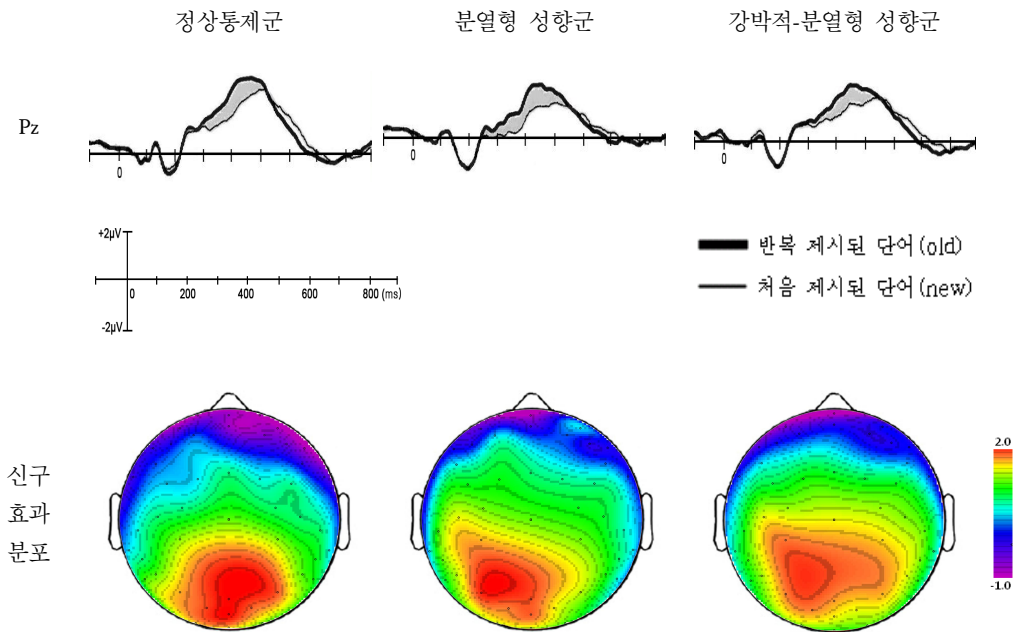 정상통제군 분열형 성향군 강박적-분열형 성향군
Pz
0 0 0
+2μV
0 200 400 600 800 (ms)
-2μV
반복 제시된 단어(old)
처음 제시된 단어(new)
신구
효과
분포
2.0
-1.0